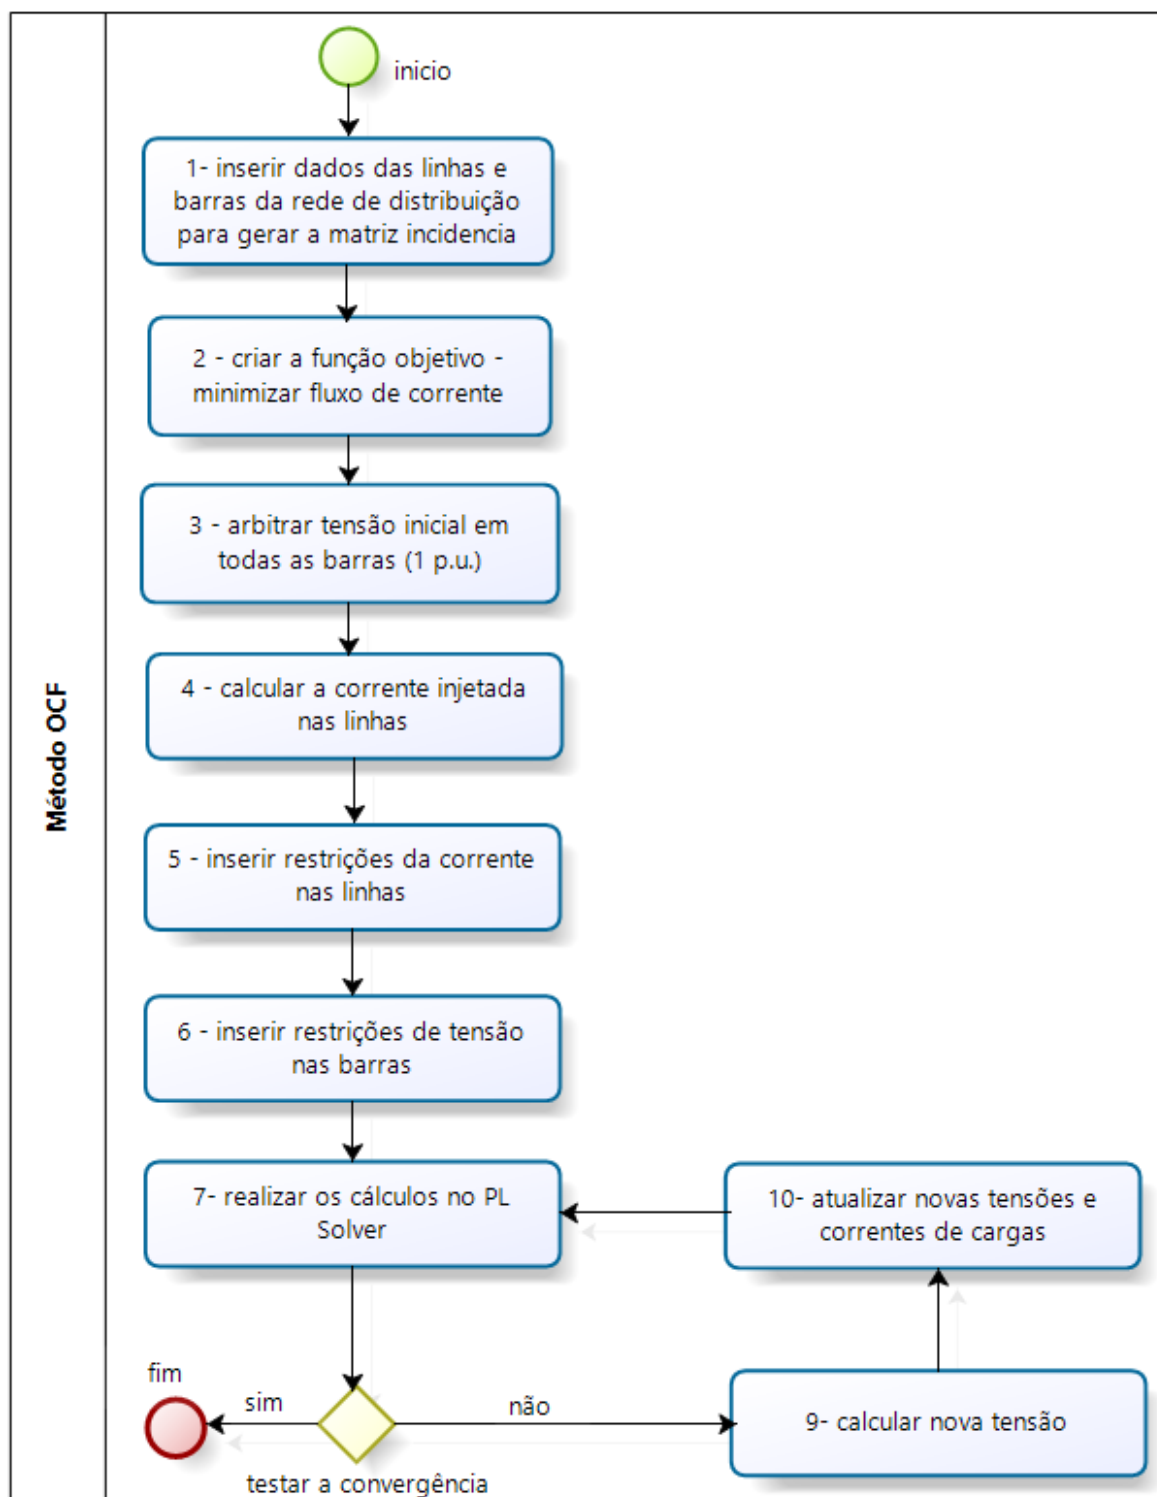 Método OCF
inicio
1- inserir dados das linhas e
barras da rede de distribuição
para gerar a matriz incidencia
2 - criar a função objetivo -
minimizar fluxo de corrente
3 - arbitrar tensão inicial em
todas as barras (1 p.u.)
4 - calcular a corrente injetada
nas linhas
5 - inserir restrições da corrente
nas linhas
6 - inserir restrições de tensão
nas barras
7- realizar os cálculos no PL
Solver
10- atualizar novas tensões e
correntes de cargas
fim
sim
não
9- calcular nova tensão
testar a convergência